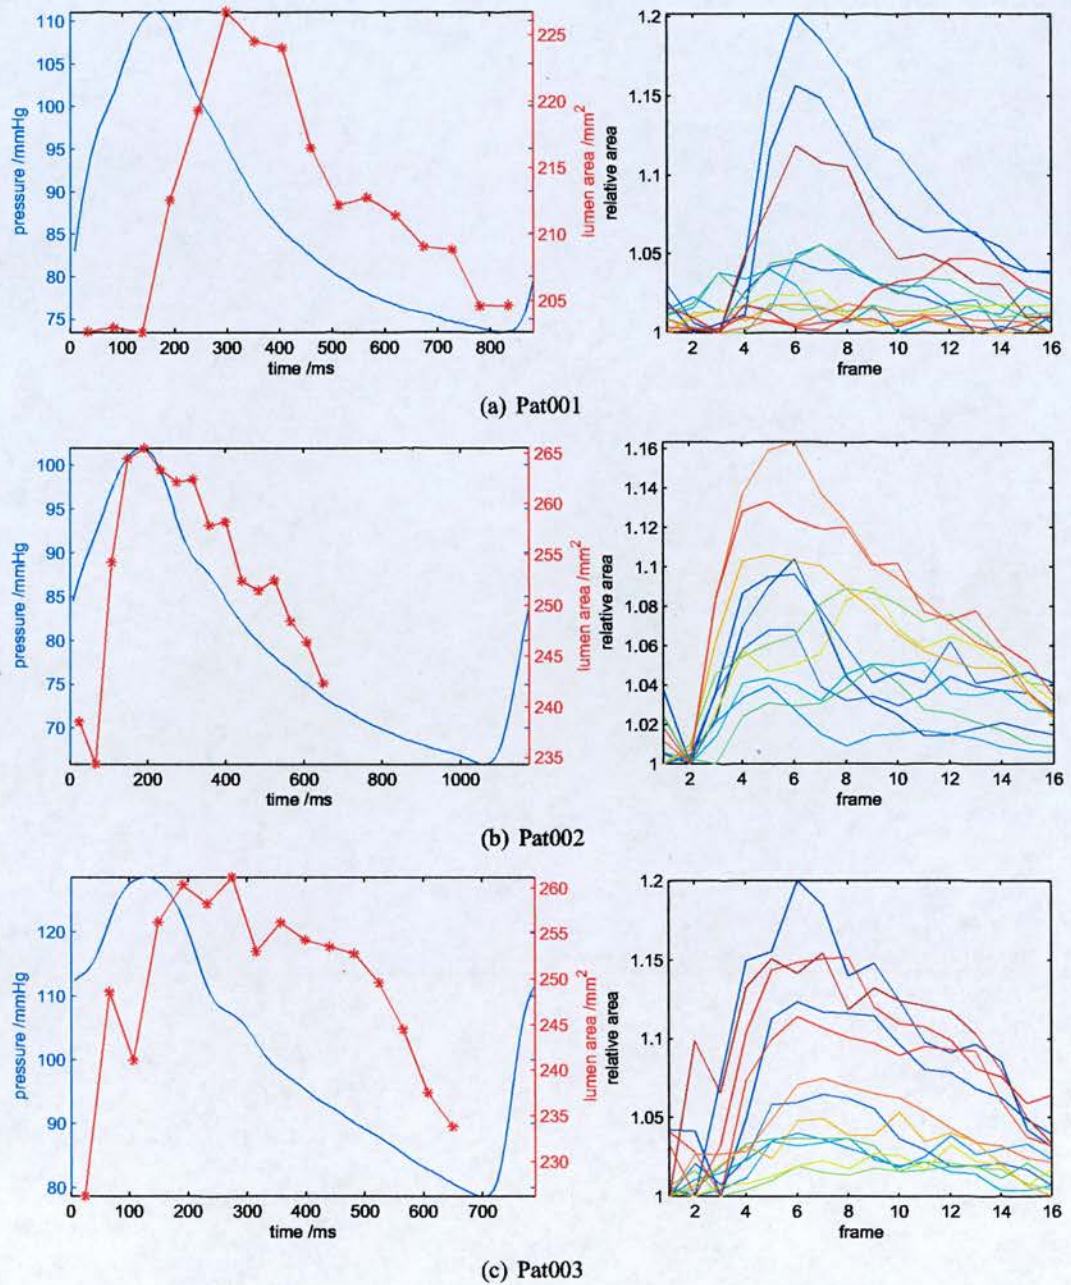 110
105
100
95
90
85
80
75
pressure /mmHg
225
220
215
210
205
lumen area /mm²
0 100 200 300 400 500 600 700 800
time /ms
1.2
1.15
1.1
1.05
1
relative area
2 4 6 8 10 12 14 16
frame
(a) Pat001
100
95
90
85
80
75
70
pressure /mmHg
265
260
255
250
245
240
235
lumen area /mm²
0 200 400 600 800 1000
time /ms
1.16
1.14
1.12
1.1
1.08
1.06
1.04
1.02
1
relative area
2 4 6 8 10 12 14 16
frame
(b) Pat002
120
110
100
90
80
pressure /mmHg
260
255
250
245
240
235
230
lumen area /mm²
0 100 200 300 400 500 600 700
time /ms
1.2
1.15
1.1
1.05
1
relative area
2 4 6 8 10 12 14 16
frame
(c) Pat003